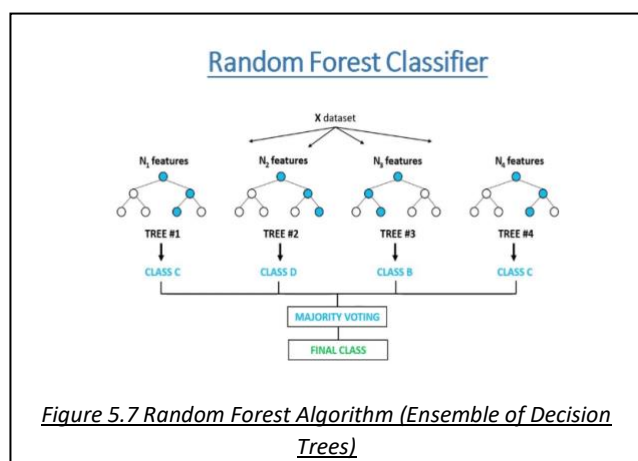 Random Forest Classifier
X dataset
N₁ features N₂ features N₃ features N₄ features
TREE #1 TREE #2 TREE #3 TREE #4
CLASS C CLASS D CLASS B CLASS C
MAJORITY VOTING
FINAL CLASS
Figure 5.7 Random Forest Algorithm (Ensemble of Decision
Trees)